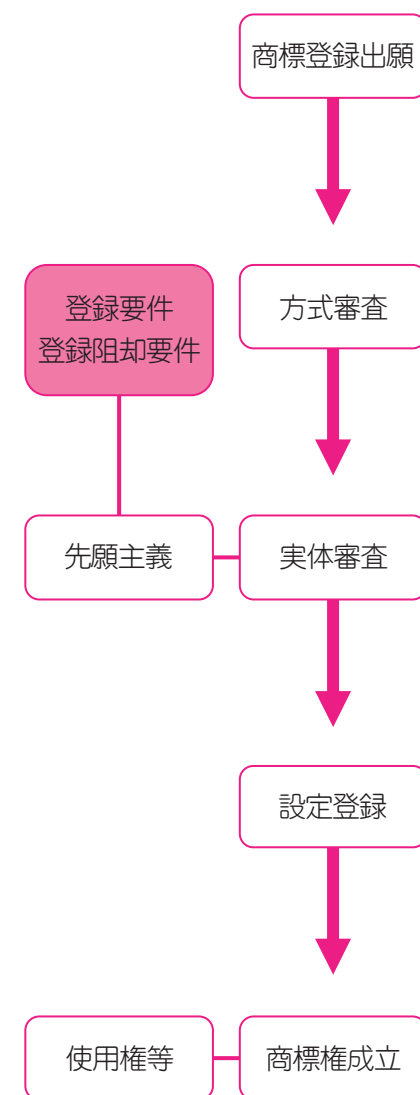 商標登録出願
登録要件
登録阻却要件
方式審査
先願主義
実体審査
設定登録
使用権等
商標権成立